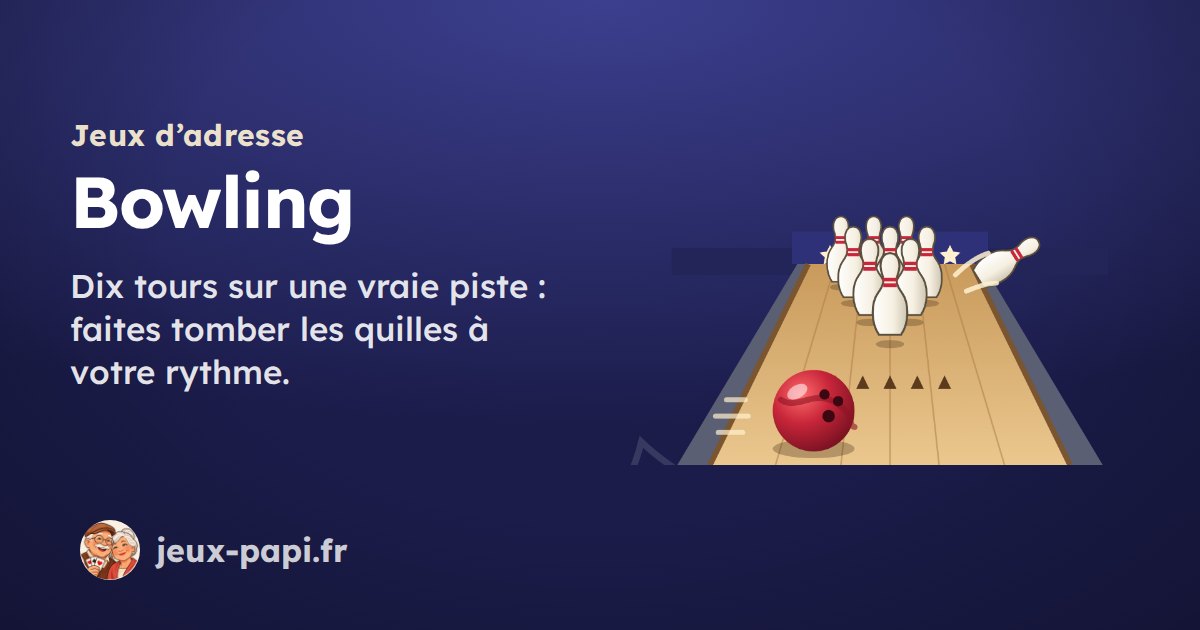 Jeux d’adresse
Bowling
Dix tours sur une vraie piste :
faites tomber les quilles à
votre rythme.
jeux-papi.fr